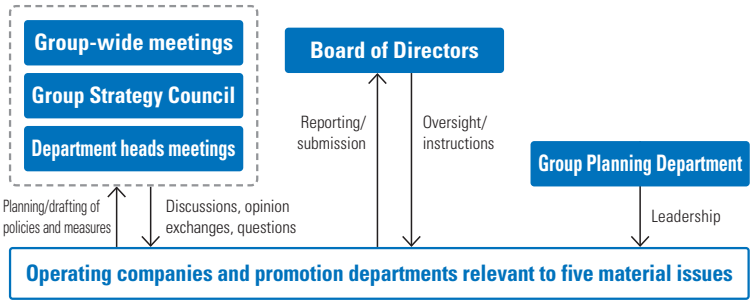 Group-wide meetings
Group Strategy Council
Department heads meetings
Board of Directors
Group Planning Department
Planning/drafting of
policies and measures
Discussions, opinion
exchanges, questions
Reporting/
submission
Oversight/
instructions
Leadership
Operating companies and promotion departments relevant to five material issues